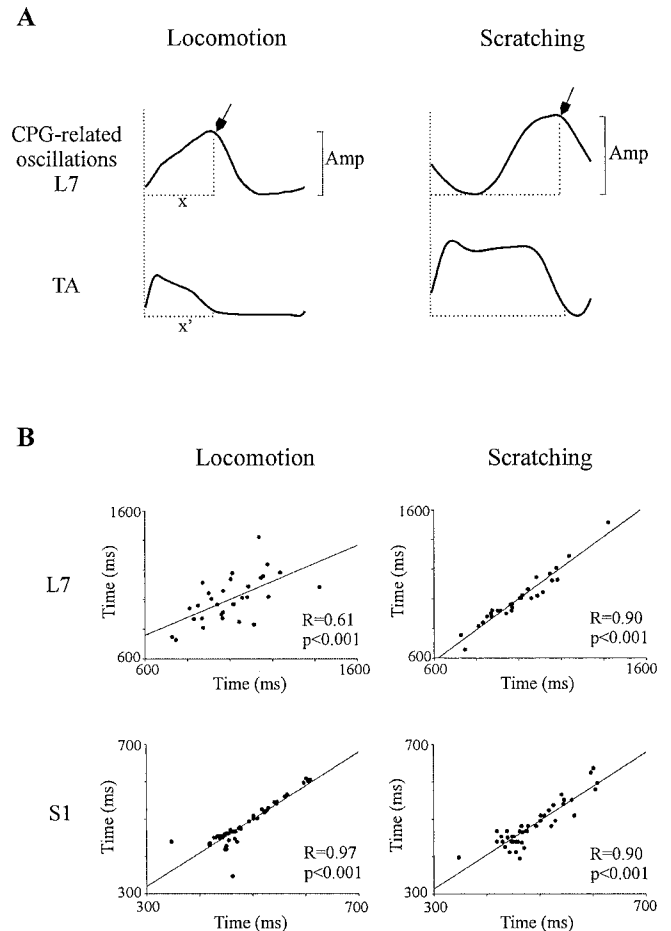 A
Locomotion
Scratching
CPG-related
oscillations
L7
Amp
Amp
x
TA
x'
B
Locomotion
Scratching
L7
1600
Time (ms)
600
R=0.61
p<0.001
600
1600
Time (ms)
1600
Time (ms)
600
R=0.90
p<0.001
600
1600
Time (ms)
S1
700
Time (ms)
300
R=0.97
p<0.001
300
700
Time (ms)
700
Time (ms)
300
R=0.90
p<0.001
300
700
Time (ms)